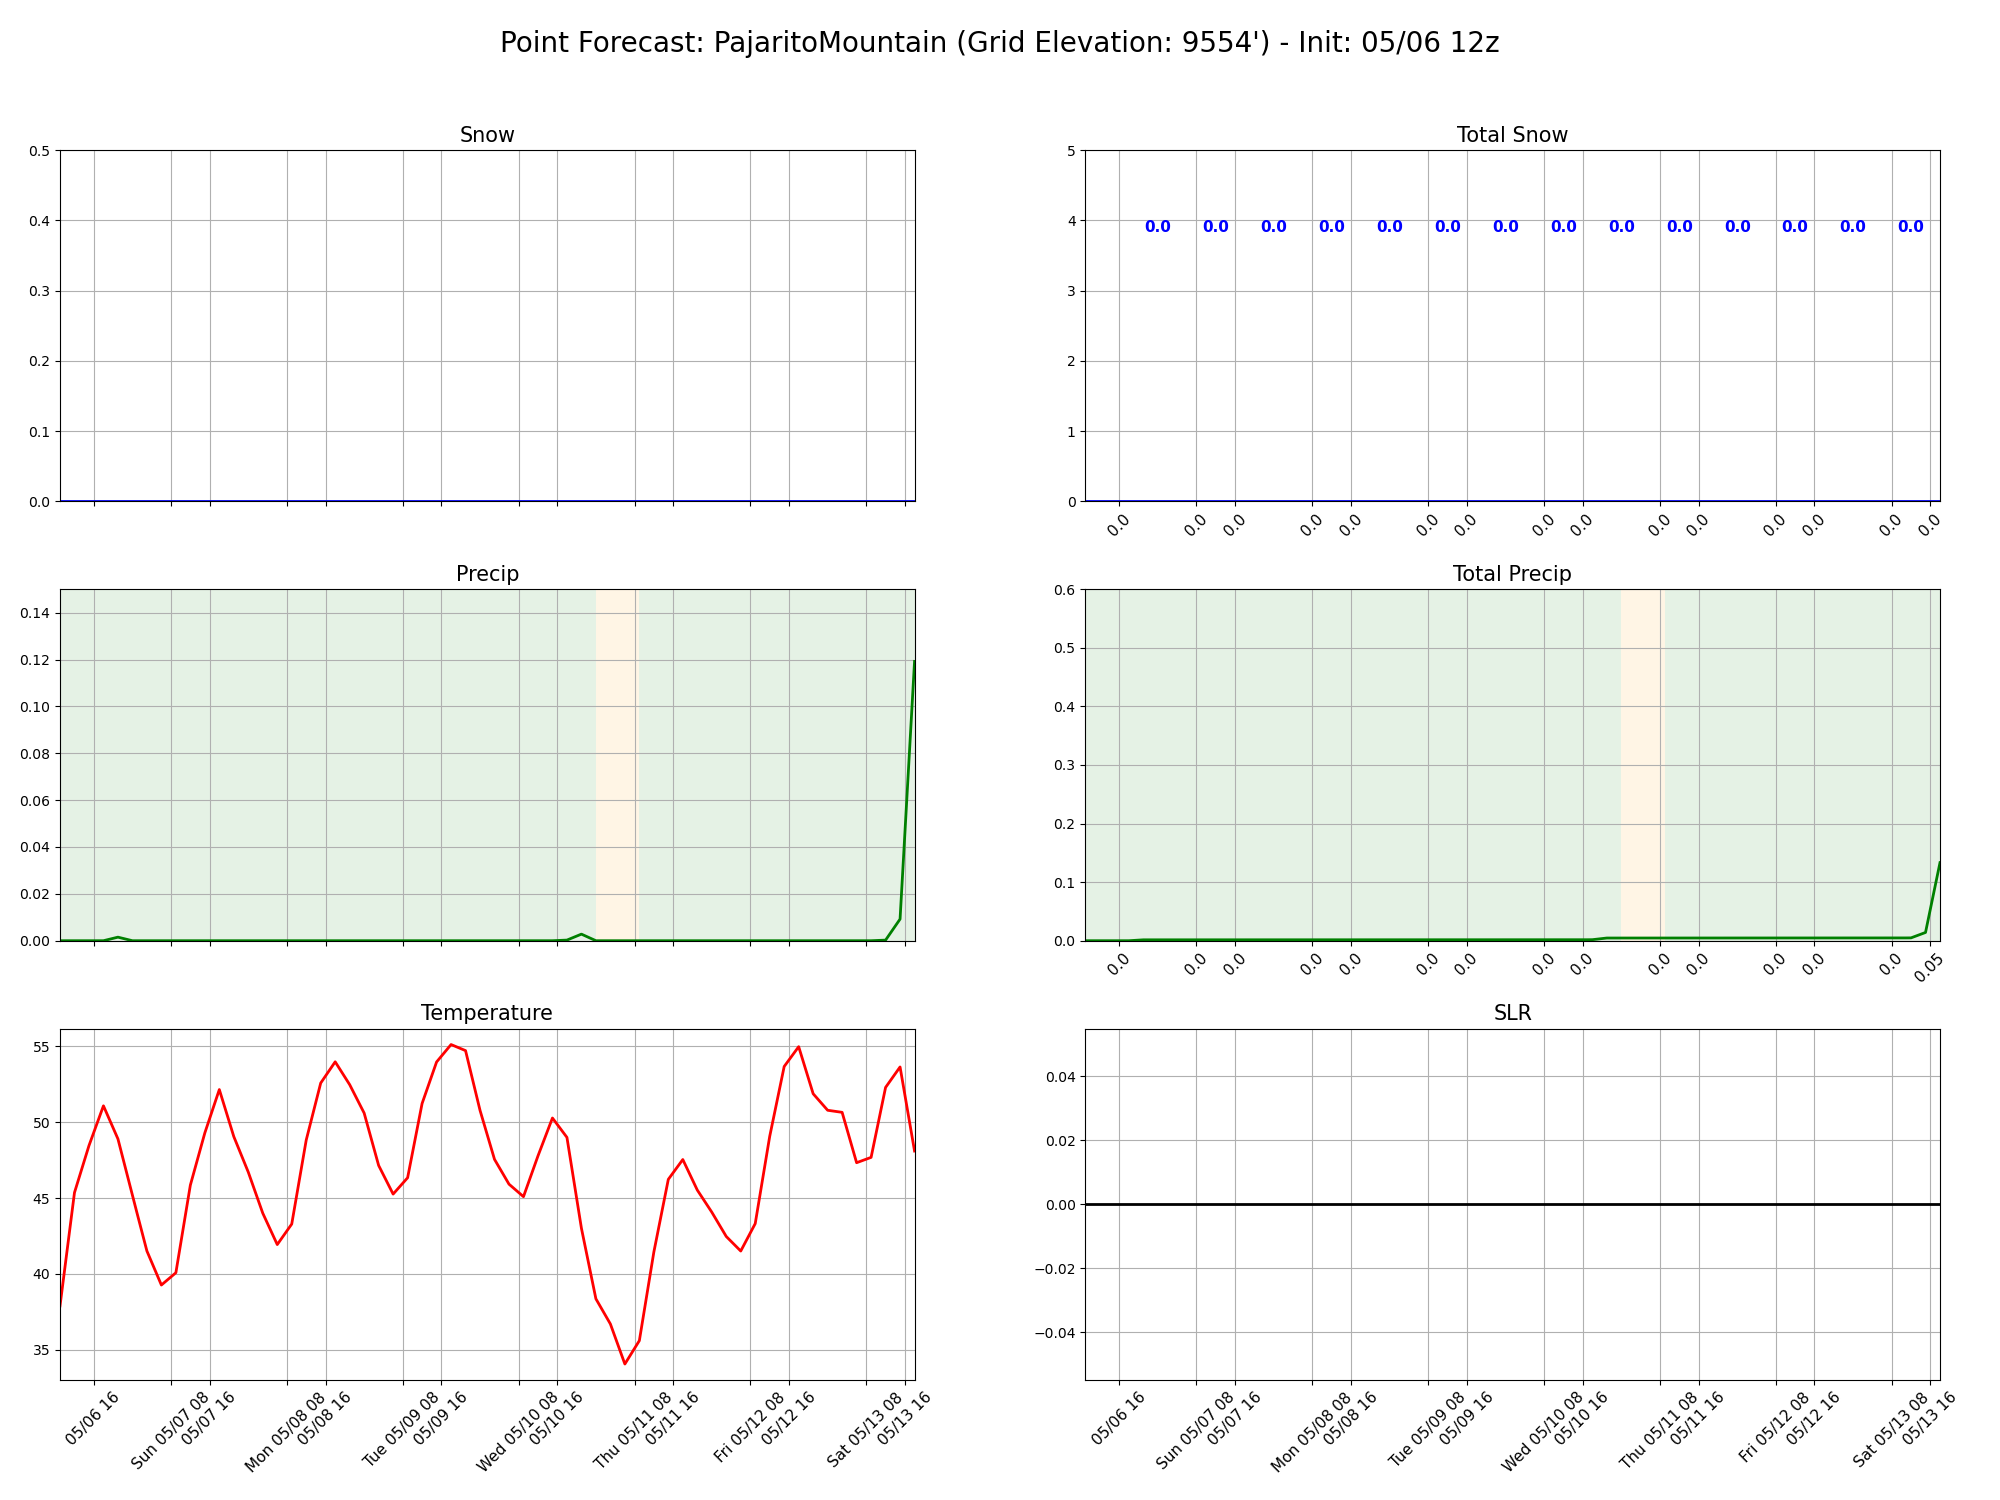 Point Forecast: PajaritoMountain (Grid Elevation: 9554') - Init: 05/06 12z
Snow
0.5
0.4
0.3
0.2
0.1
0.0
Total Snow
5
4
3
2
1
0
0.0 0.0 0.0 0.0 0.0 0.0 0.0 0.0 0.0 0.0 0.0 0.0 0.0 0.0
0.0 0.0 0.0 0.0 0.0 0.0 0.0 0.0 0.0 0.0 0.0 0.0 0.0 0.0 0.0
Precip
0.14
0.12
0.10
0.08
0.06
0.04
0.02
0.00
Total Precip
0.6
0.5
0.4
0.3
0.2
0.1
0.0
0.0 0.0 0.0 0.0 0.0 0.0 0.0 0.0 0.0 0.0 0.0 0.0 0.0 0.0 0.05
Temperature
55
50
45
40
35
05/06 16
Sun 05/07 08
05/07 16
Mon 05/08 08
05/08 16
Tue 05/09 08
05/09 16
Wed 05/10 08
05/10 16
Thu 05/11 08
05/11 16
Fri 05/12 08
05/12 16
Sat 05/13 08
05/13 16
SLR
0.04
0.02
0.00
−0.02
−0.04
05/06 16
Sun 05/07 08
05/07 16
Mon 05/08 08
05/08 16
Tue 05/09 08
05/09 16
Wed 05/10 08
05/10 16
Thu 05/11 08
05/11 16
Fri 05/12 08
05/12 16
Sat 05/13 08
05/13 16